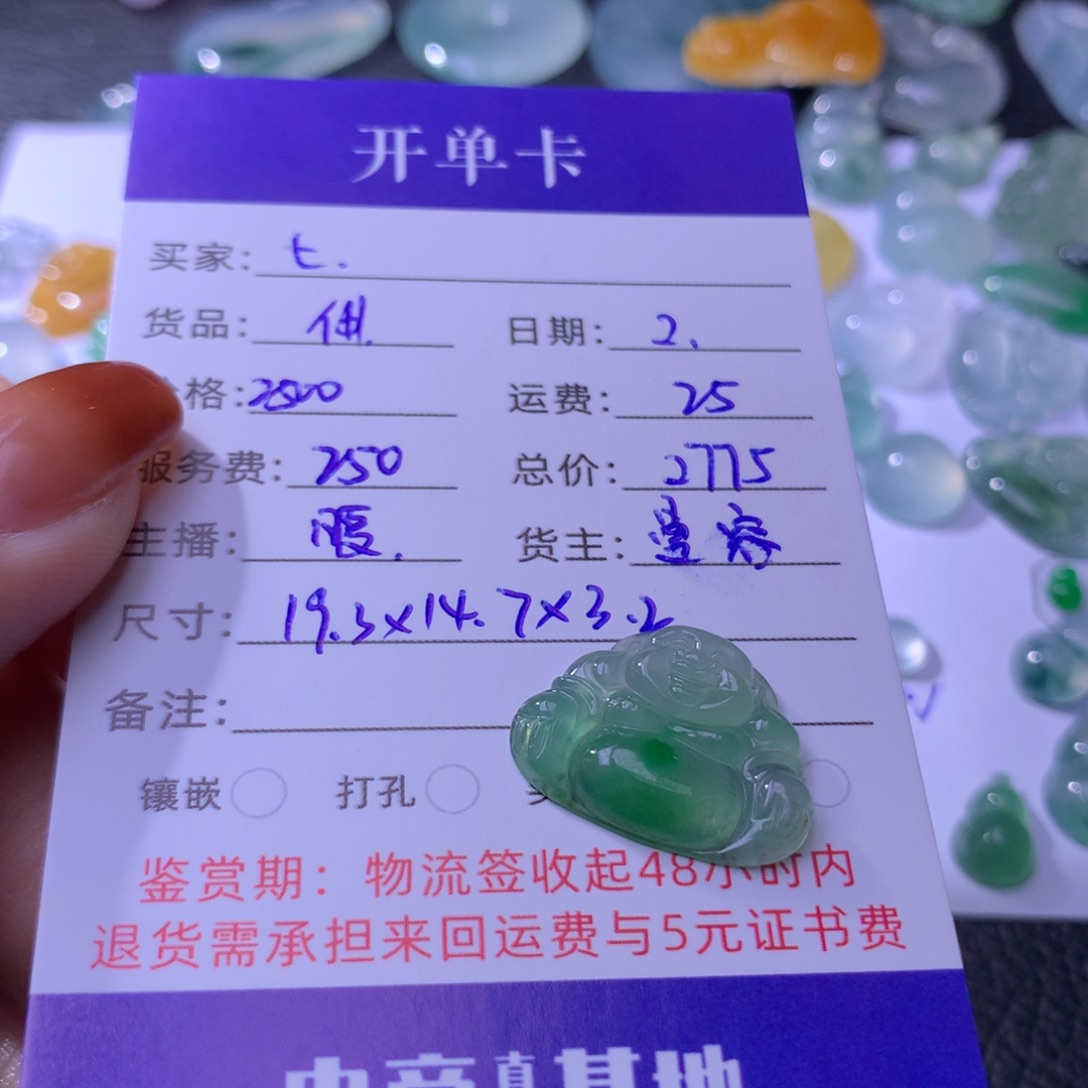 开单卡
买家: 七.
货品: 佛. 日期: 2.
格: 2500 运费: 25
服务费: 250 总价: 2775
主播: 暖. 货主:
尺寸: 19.3x14.7x3.2
备注:
镶嵌 打孔
鉴赏期：物流签收起48小时内
退货需承担来回运费与5元证书费
基地